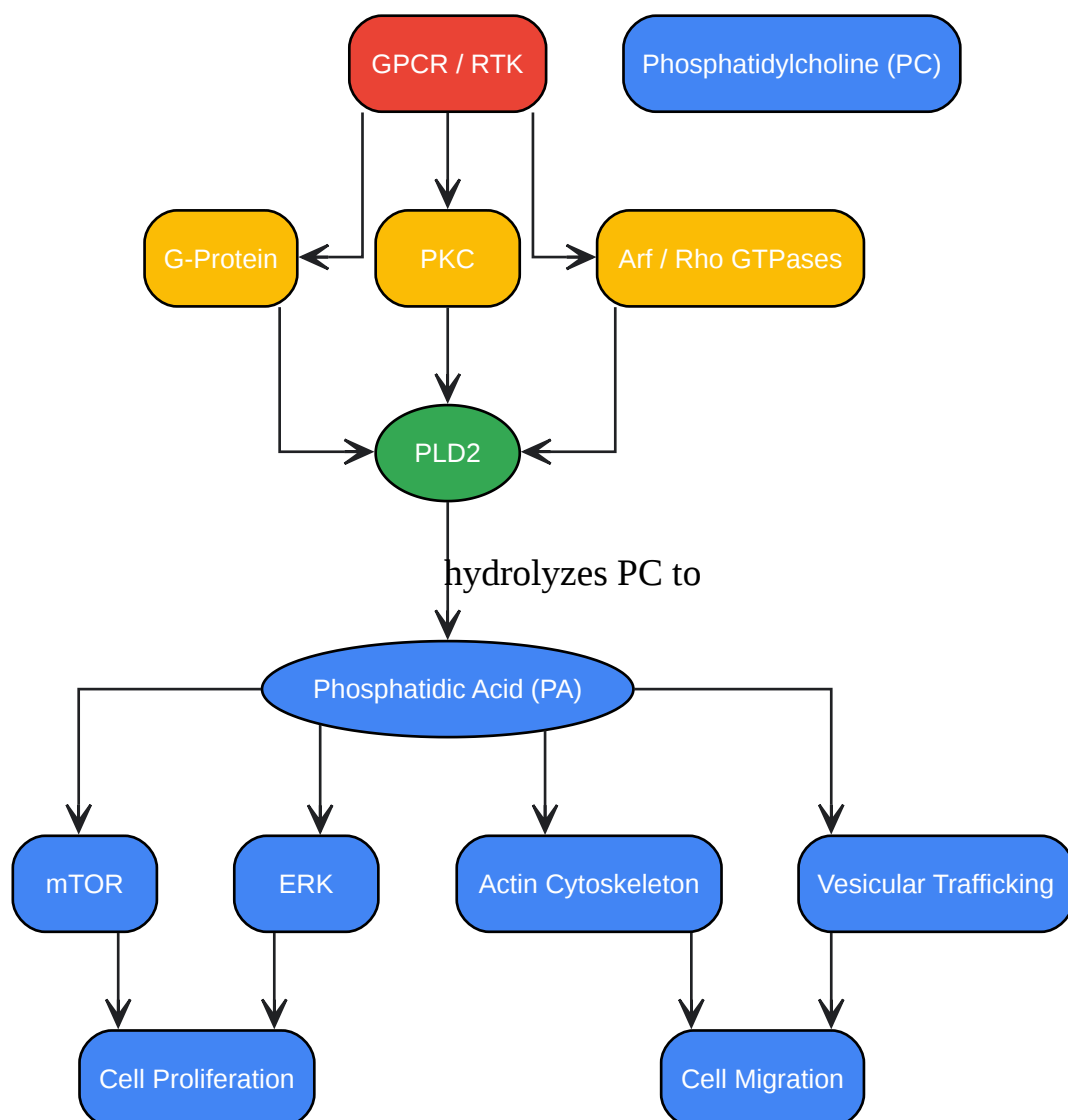 GPCR / RTK
Phosphatidylcholine (PC)
G-Protein
PKC
Arf / Rho GTPases
PLD2
hydrolyzes PC to
Phosphatidic Acid (PA)
mTOR
ERK
Actin Cytoskeleton
Vesicular Trafficking
Cell Proliferation
Cell Migration